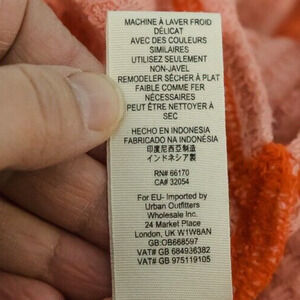 MACHINE À LAVER FROID
DÉLICAT
AVEC DES COULEURS
SIMILAIRES
UTILISEZ SEULEMENT
NON-JAVEL
REMODELER SÉCHER À PLAT
FAIBLE COMME FER
NÉCESSAIRES
PEUT ÊTRE NETTOYER À
SEC
HECHO EN INDONESIA
FABRICADO NA INDONÉSIA
印度尼西亞製造
インドネシア製
RN# 66170
CA# 32054
For EU- Imported by
Urban Outfitters
Wholesale Inc.
24 Market Place
London, UK W1W8AN
GB:OB668597
VAT# GB 684936382
VAT# GB 975119105